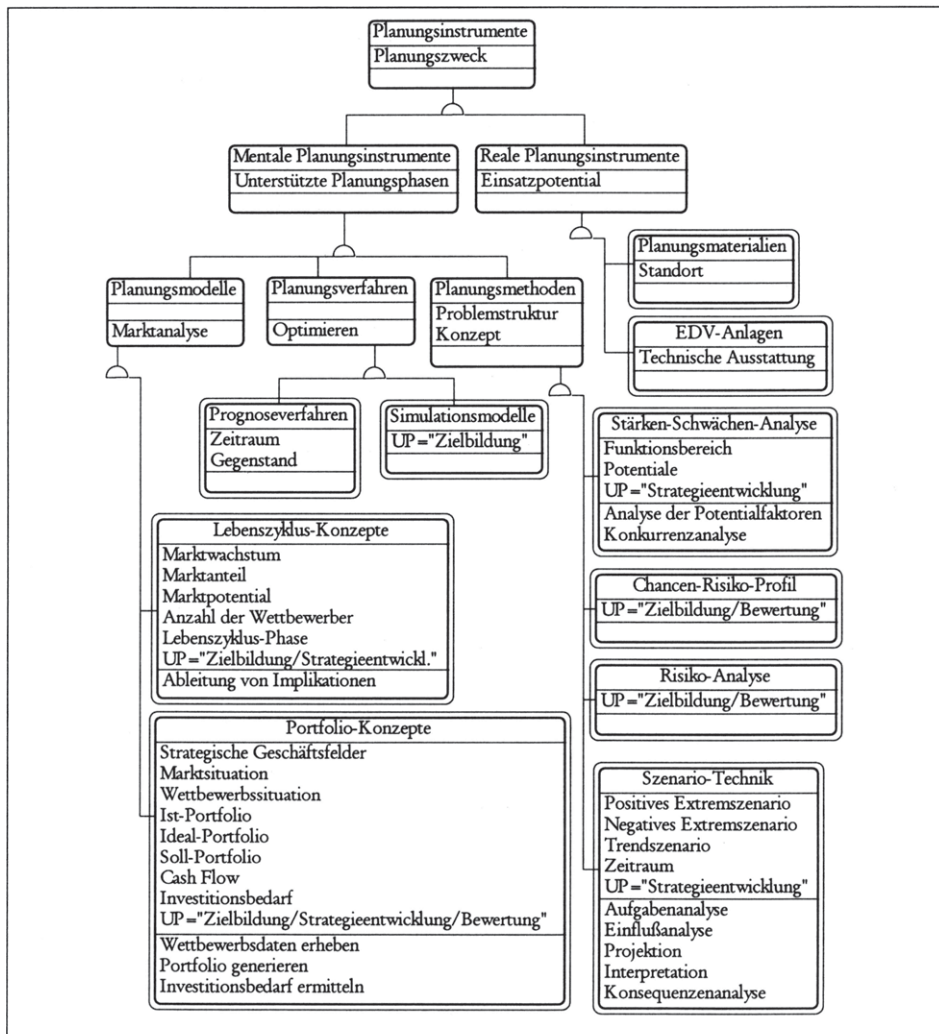 Planungsinstrumente
Planungszweck
Mentale Planungsinstrumente
Unterstützte Planungsphasen
Reale Planungsinstrumente
Einsatzpotential
Planungsmaterialien
Standort
EDV-Anlagen
Technische Ausstattung
Planungsmodelle
Marktanalyse
Planungsverfahren
Optimieren
Planungsmethoden
Problemstruktur
Konzept
Prognoseverfahren
Zeitraum
Gegenstand
Simulationsmodelle
UP="Zielbildung"
Stärken-Schwächen-Analyse
Funktionsbereich
Potentiale
UP="Strategieentwicklung"
Analyse der Potentialfaktoren
Konkurrenzanalyse
Lebenszyklus-Konzepte
Marktwachstum
Marktanteil
Marktpotential
Anzahl der Wettbewerber
Lebenszyklus-Phase
UP="Zielbildung/Strategieentwickl."
Ableitung von Implikationen
Chancen-Risiko-Profil
UP="Zielbildung/Bewertung"
Risiko-Analyse
UP="Zielbildung/Bewertung"
Portfolio-Konzepte
Strategische Geschäftsfelder
Marktsituation
Wettbewerbssituation
Ist-Portfolio
Ideal-Portfolio
Soll-Portfolio
Cash Flow
Investitionsbedarf
UP="Zielbildung/Strategieentwicklung/Bewertung"
Wettbewerbsdaten erheben
Portfolio generieren
Investitionsbedarf ermitteln
Szenario-Technik
Positives Extremszenario
Negatives Extremszenario
Trendszenario
Zeitraum
UP="Strategieentwicklung"
Aufgabenanalyse
Einflußanalyse
Projektion
Interpretation
Konsequenzenanalyse